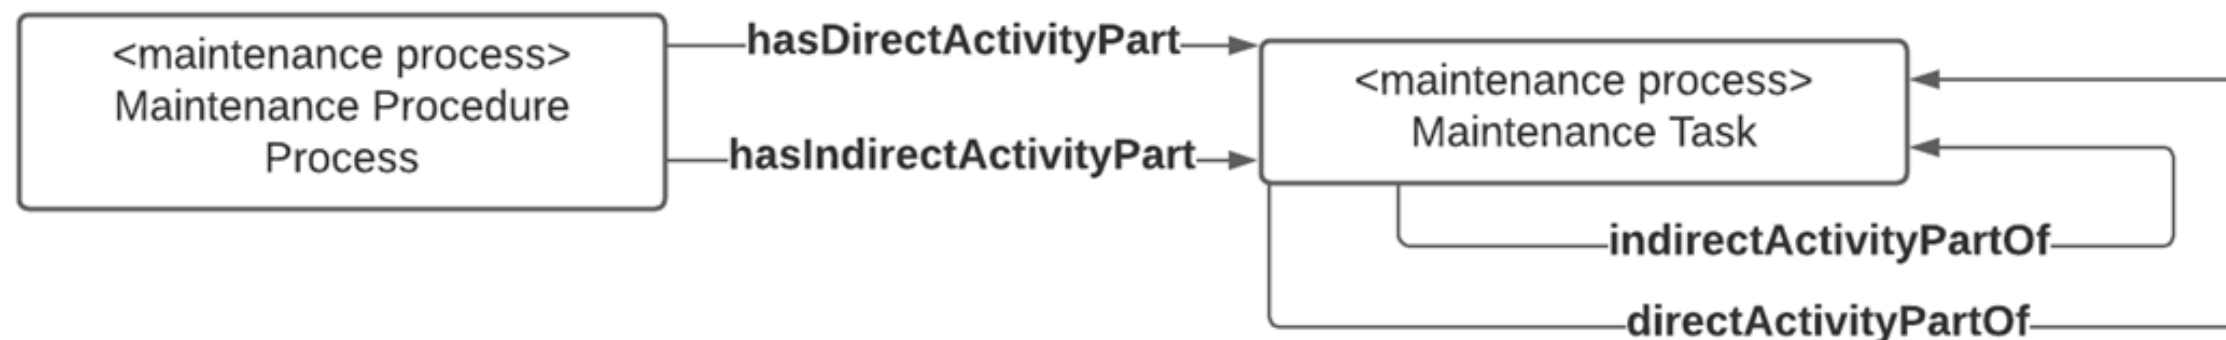 <maintenance process>
Maintenance Procedure
Process
hasDirectActivityPart
hasIndirectActivityPart
<maintenance process>
Maintenance Task
indirectActivityPartOf
directActivityPartOf